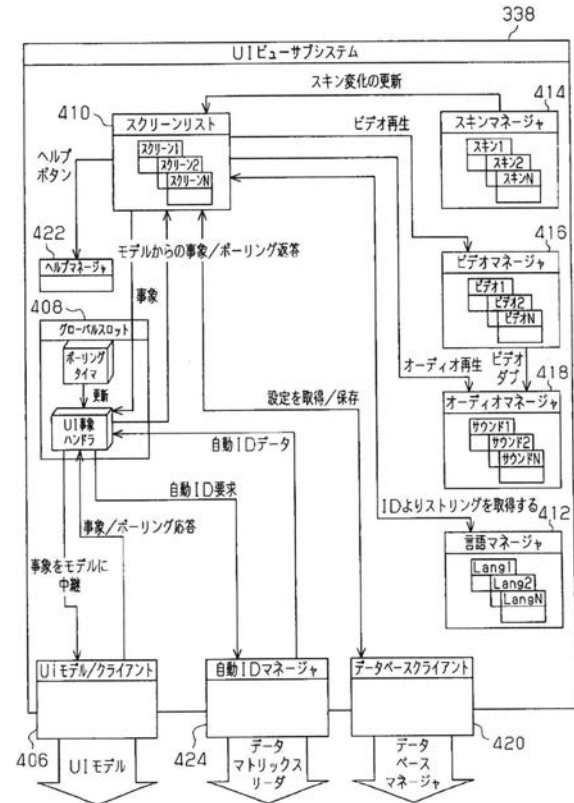 338
UIビューサブシステム
スキン変化の更新
410
スクリーンリスト
スクリーン1
スクリーン2
スクリーンN
ビデオ再生
414
スキンマネージャ
スキン1
スキン2
スキンN
ヘルプ
ボタン
422
ヘルプマネージャ
モデルからの事象/ポーリング返答
416
ビデオマネージャ
ビデオ1
ビデオ2
ビデオN
事象
408
グローバルスロット
ポーリング
タイマ
更新
UI事象
ハンドラ
オーディオ再生
ビデオ
ダブ
418
オーディオマネージャ
サウンド1
サウンド2
サウンドN
設定を取得/保存
自動IDデータ
自動ID要求
事象/ポーリング応答
IDよりストリングを取得する
412
言語マネージャ
Lang1
Lang2
LangN
事象をモデルに
中継
Uiモデル/クライアント
自動IDマネージャ
データベースクライアント
406
UIモデル
424
データ
マトリックス
リーダ
データ
ベース
マネージャ
420